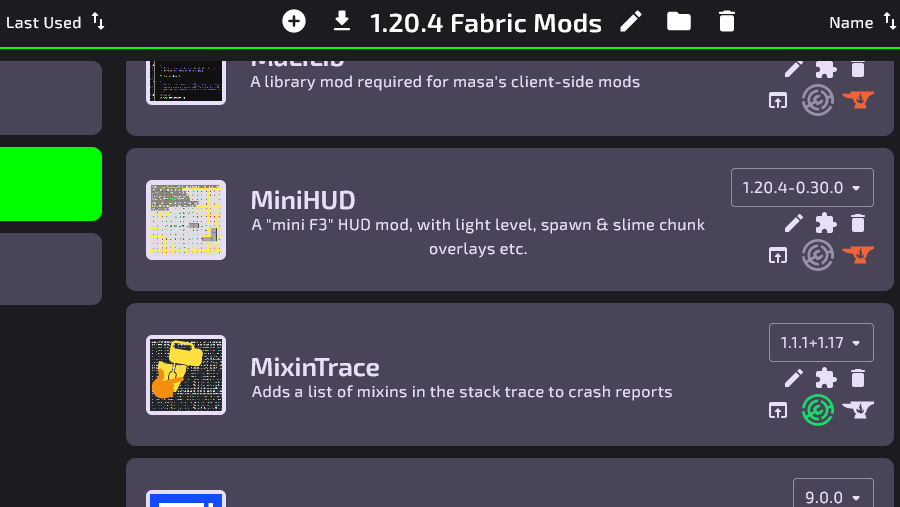 Last Used
1.20.4 Fabric Mods
Name
MaLiLib
A library mod required for masa's client-side mods
MiniHUD
1.20.4-0.30.0
A "mini F3" HUD mod, with light level, spawn & slime chunk
overlays etc.
MixinTrace
1.1.1+1.17
Adds a list of mixins in the stack trace to crash reports
9.0.0